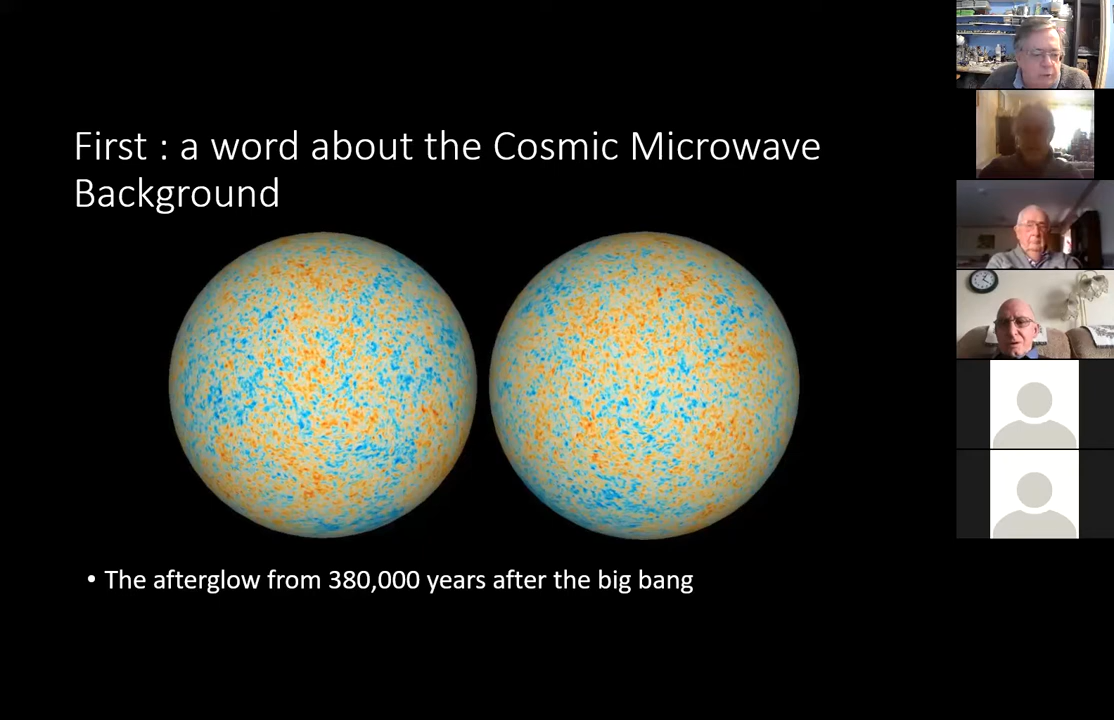 First : a word about the Cosmic Microwave
Background
• The afterglow from 380,000 years after the big bang